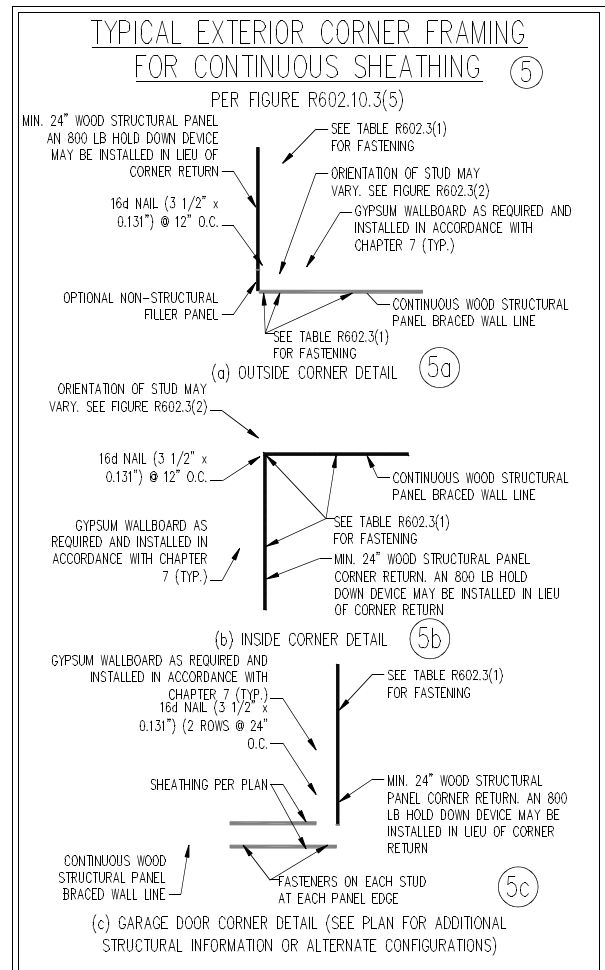 TYPICAL EXTERIOR CORNER FRAMING
FOR CONTINUOUS SHEATHING
5
PER FIGURE R602.10.3(5)
MIN. 24" WOOD STRUCTURAL PANEL
AN 800 LB HOLD DOWN DEVICE
MAY BE INSTALLED IN LIEU OF
CORNER RETURN
SEE TABLE R602.3(1)
FOR FASTENING
ORIENTATION OF STUD MAY
VARY. SEE FIGURE R602.3(2)
16d NAIL (3 1/2" x
0.131") @ 12" O.C.
GYPSUM WALLBOARD AS REQUIRED AND
INSTALLED IN ACCORDANCE WITH
CHAPTER 7 (TYP.)
OPTIONAL NON-STRUCTURAL
FILLER PANEL
CONTINUOUS WOOD STRUCTURAL
PANEL BRACED WALL LINE
SEE TABLE R602.3(1)
FOR FASTENING
(a) OUTSIDE CORNER DETAIL
5a
ORIENTATION OF STUD MAY
VARY. SEE FIGURE R602.3(2)
16d NAIL (3 1/2" x
0.131") @ 12" O.C.
CONTINUOUS WOOD STRUCTURAL
PANEL BRACED WALL LINE
GYPSUM WALLBOARD AS
REQUIRED AND INSTALLED IN
ACCORDANCE WITH CHAPTER
7 (TYP.)
SEE TABLE R602.3(1)
FOR FASTENING
MIN. 24" WOOD STRUCTURAL PANEL
CORNER RETURN. AN 800 LB HOLD
DOWN DEVICE MAY BE INSTALLED IN LIEU
OF CORNER RETURN
(b) INSIDE CORNER DETAIL
5b
GYPSUM WALLBOARD AS REQUIRED AND
INSTALLED IN ACCORDANCE WITH
CHAPTER 7 (TYP.)
16d NAIL (3 1/2" x
0.131") (2 ROWS @ 24"
O.C.
SEE TABLE R602.3(1)
FOR FASTENING
SHEATHING PER PLAN
MIN. 24" WOOD STRUCTURAL
PANEL CORNER RETURN. AN 800
LB HOLD DOWN DEVICE MAY BE
INSTALLED IN LIEU OF CORNER
RETURN
CONTINUOUS WOOD
STRUCTURAL PANEL
BRACED WALL LINE
FASTENERS ON EACH STUD
AT EACH PANEL EDGE
5c
(c) GARAGE DOOR CORNER DETAIL (SEE PLAN FOR ADDITIONAL
STRUCTURAL INFORMATION OR ALTERNATE CONFIGURATIONS)